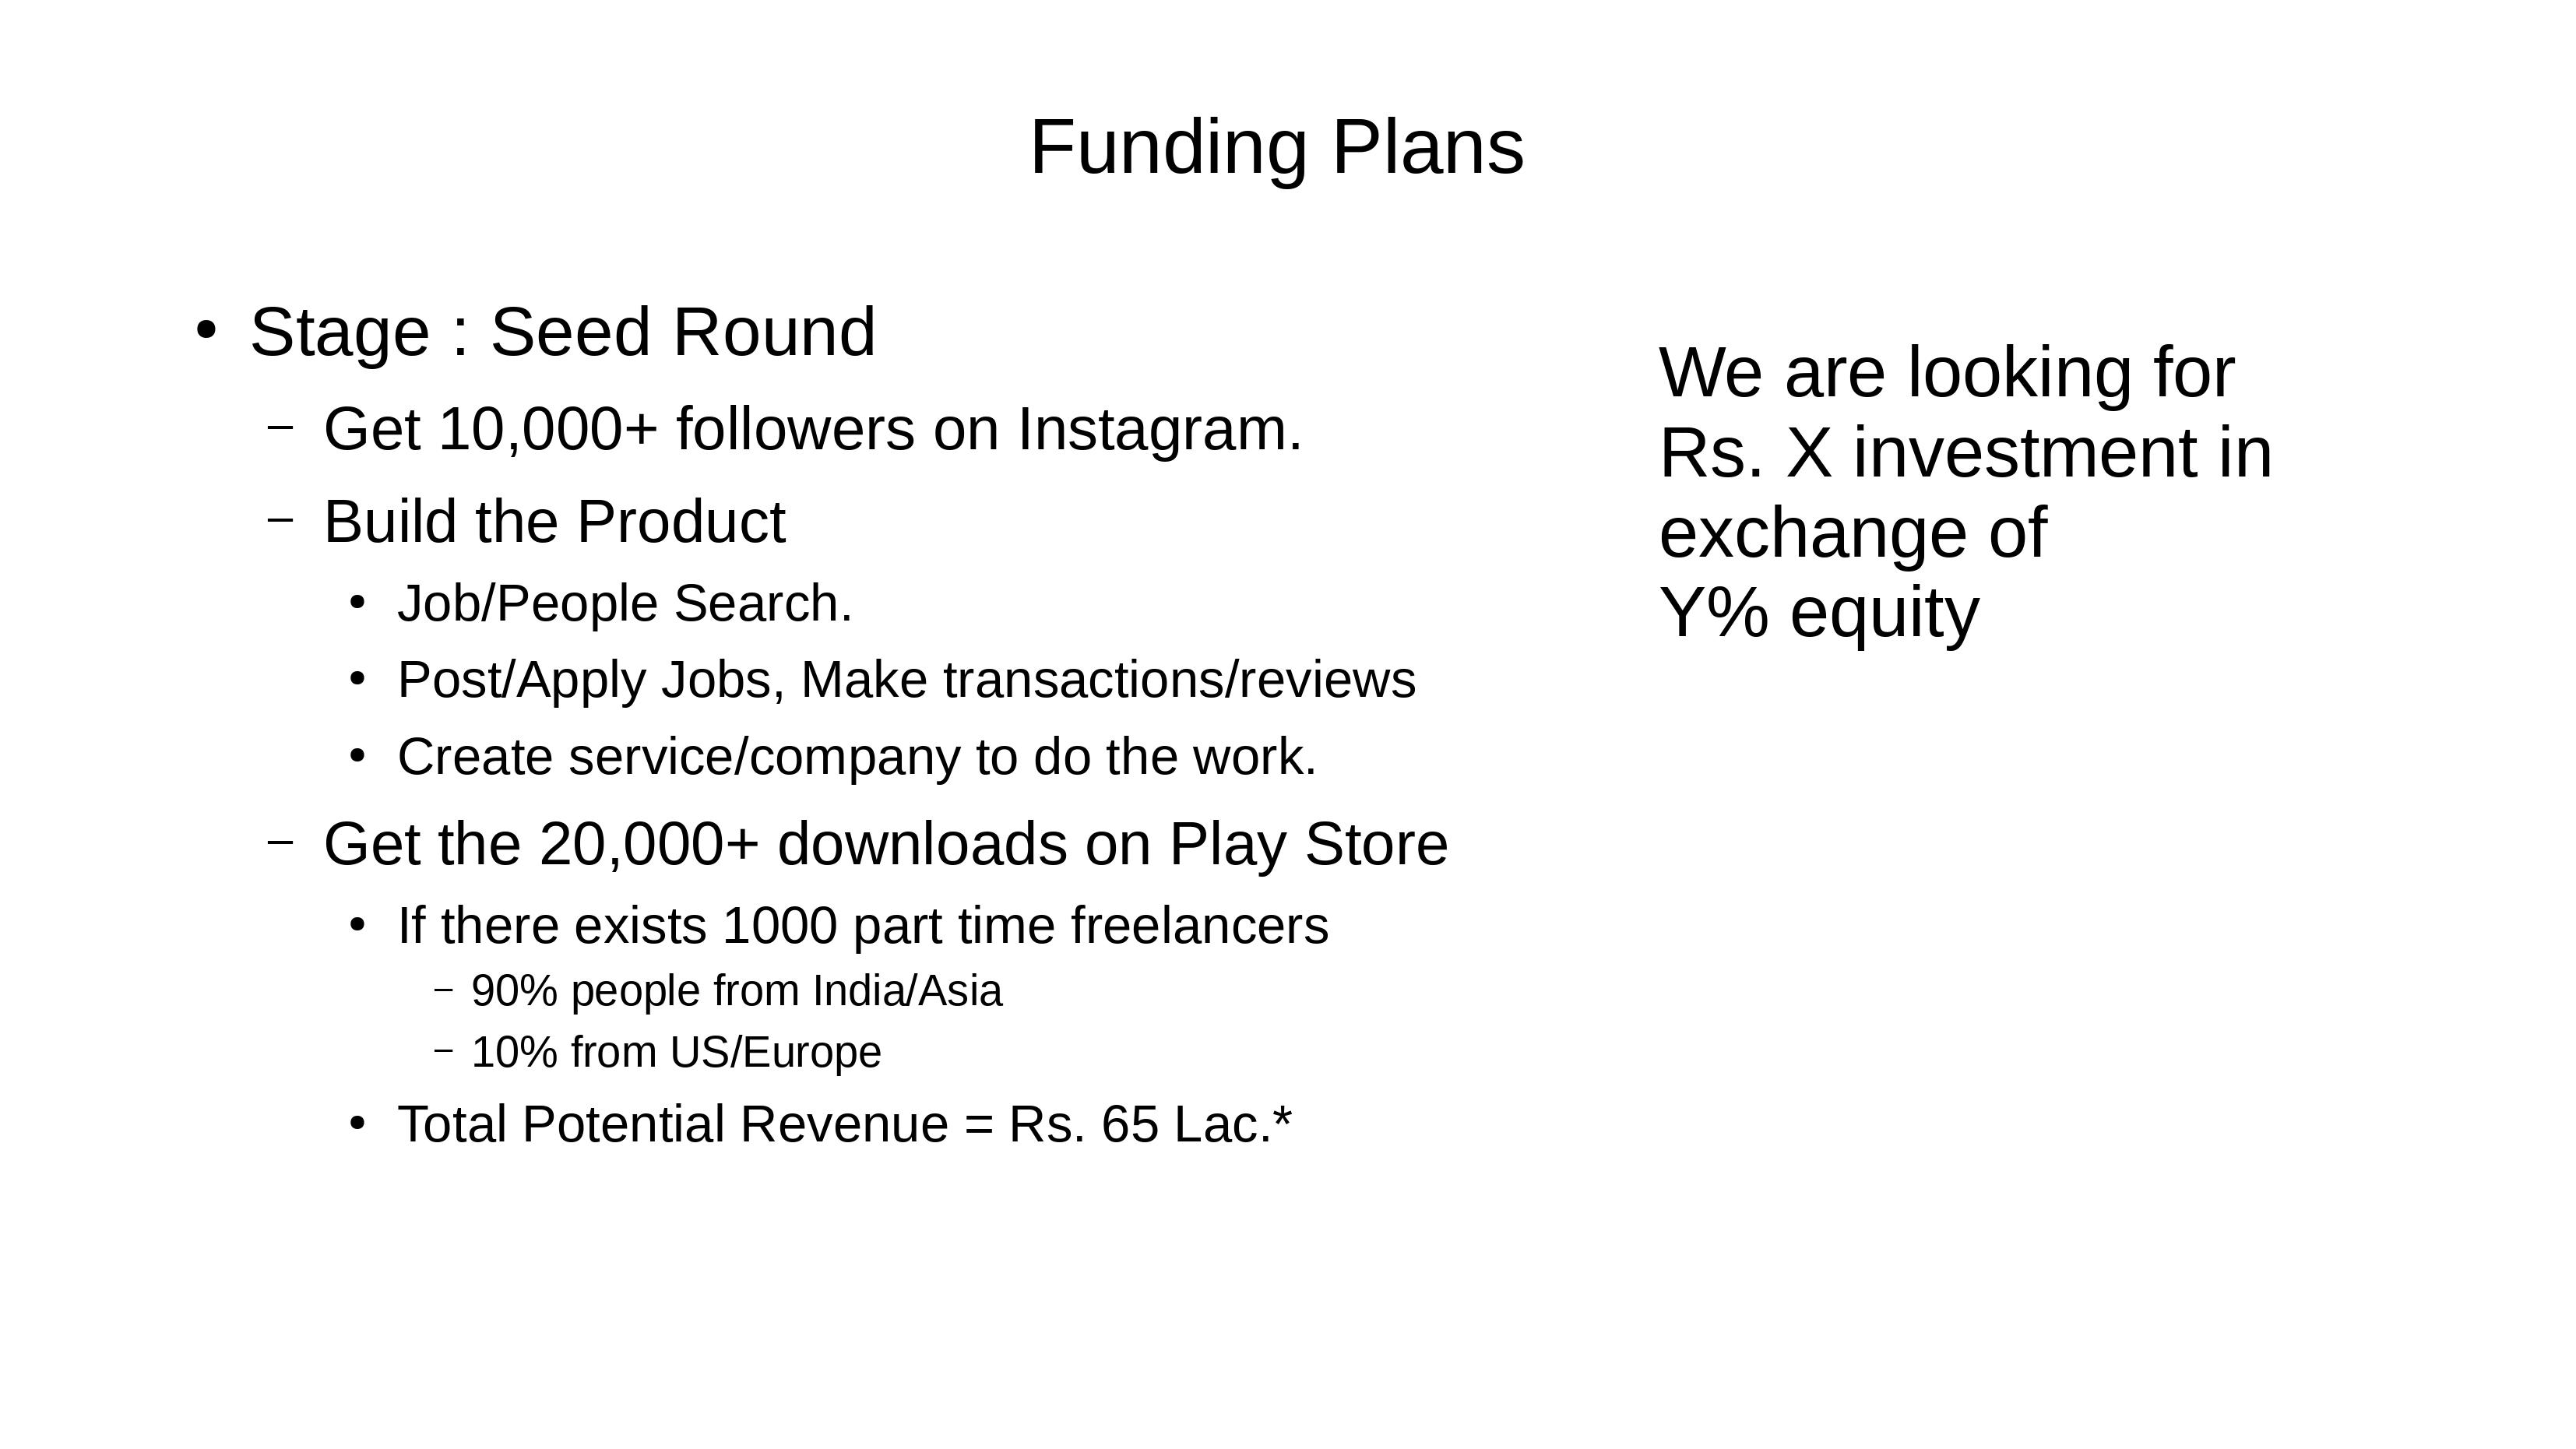 Funding Plans
• Stage : Seed Round
– Get 10,000+ followers on Instagram.
– Build the Product
• Job/People Search.
• Post/Apply Jobs, Make transactions/reviews
• Create service/company to do the work.
– Get the 20,000+ downloads on Play Store
• If there exists 1000 part time freelancers
– 90% people from India/Asia
– 10% from US/Europe
• Total Potential Revenue = Rs. 65 Lac.*
We are looking for
Rs. X investment in
exchange of
Y% equity